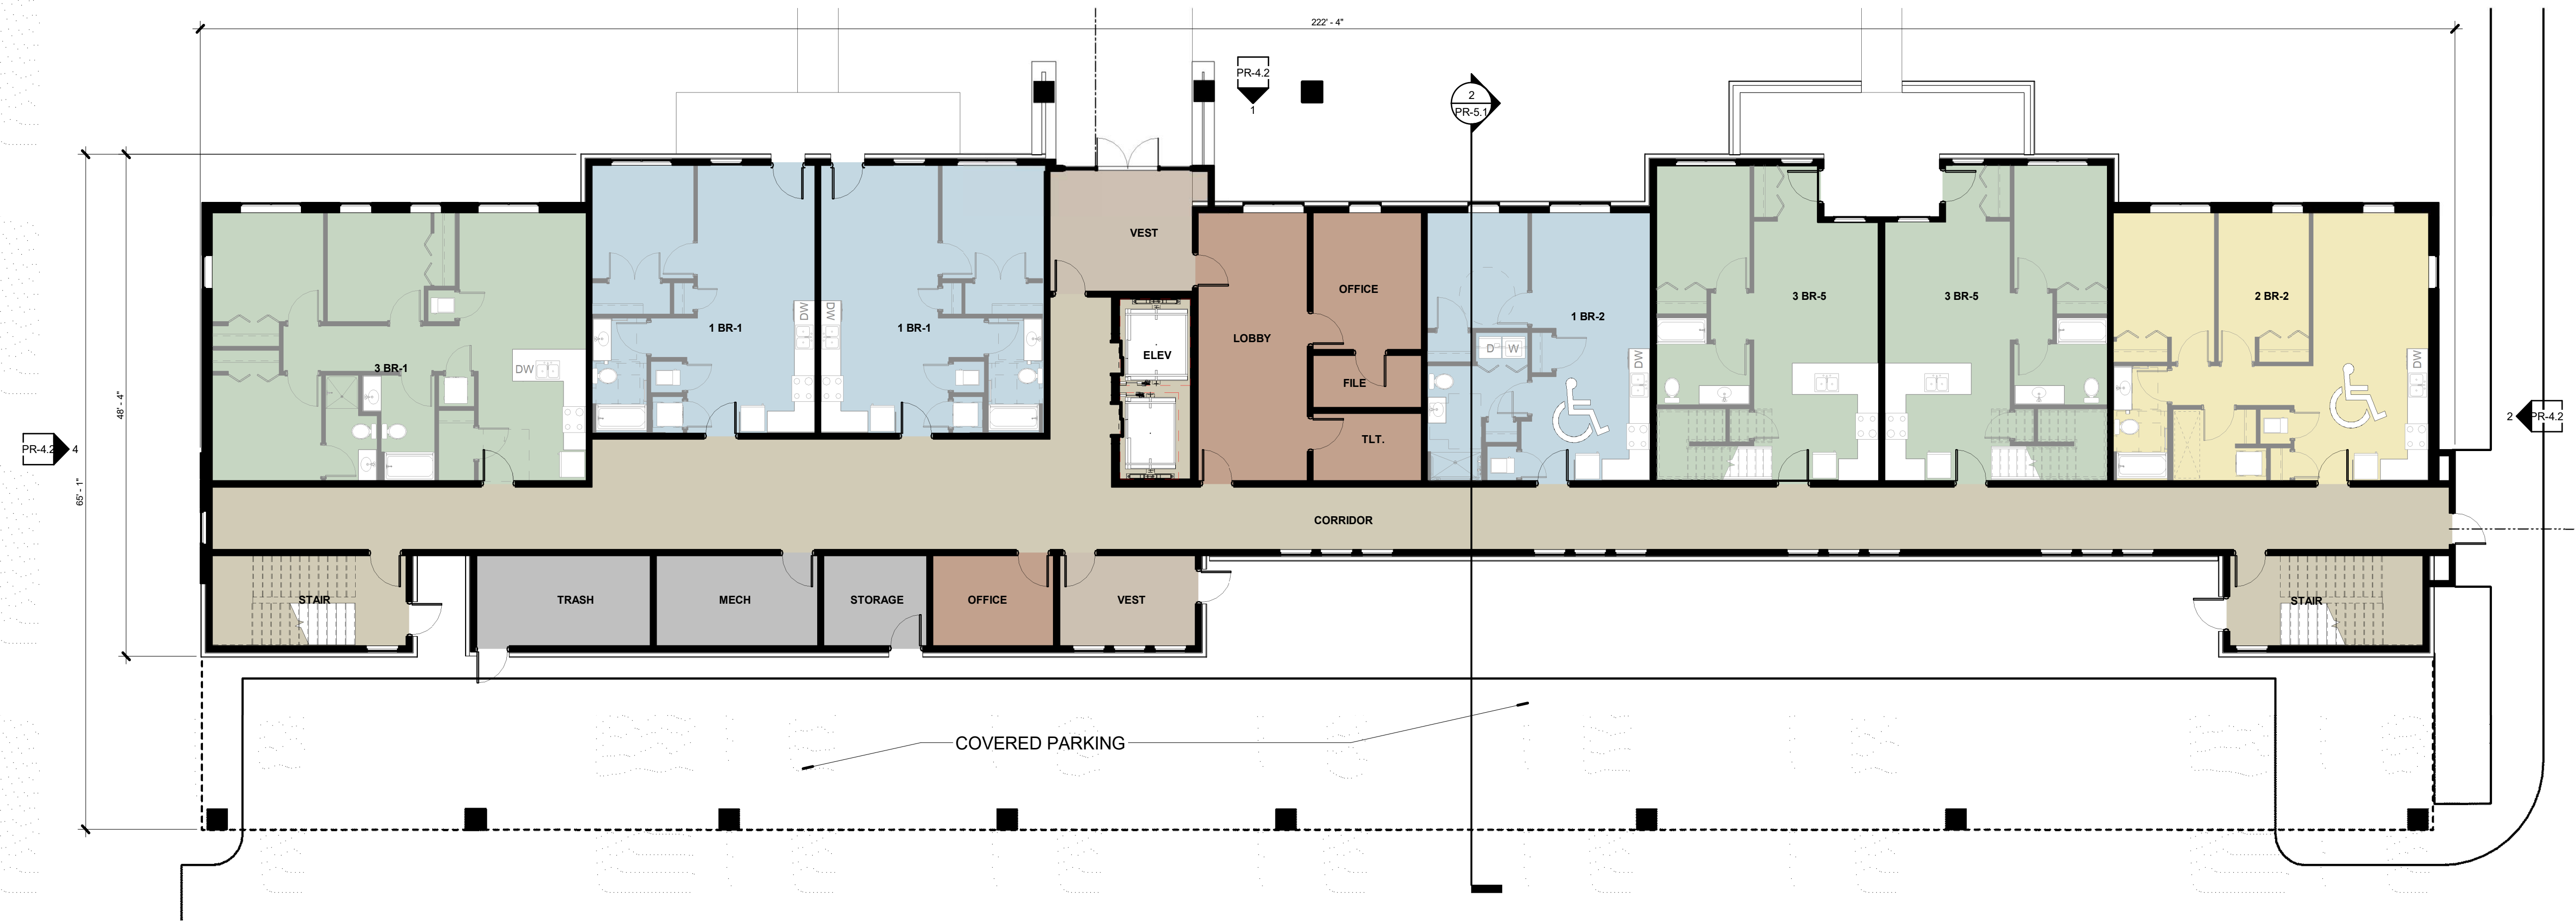 222' - 4"
PR-4.2
1
2
PR-5.1
VEST
OFFICE
LOBBY
ELEV
FILE
TLT.
3 BR-1
DW
1 BR-1
DW
DW
1 BR-1
1 BR-2
D
W
DW
3 BR-5
3 BR-5
2 BR-2
DW
48' - 4"
65' - 1"
PR-4.2
4
2
PR-4.2
CORRIDOR
STAIR
TRASH
MECH
STORAGE
OFFICE
VEST
STAIR
COVERED PARKING